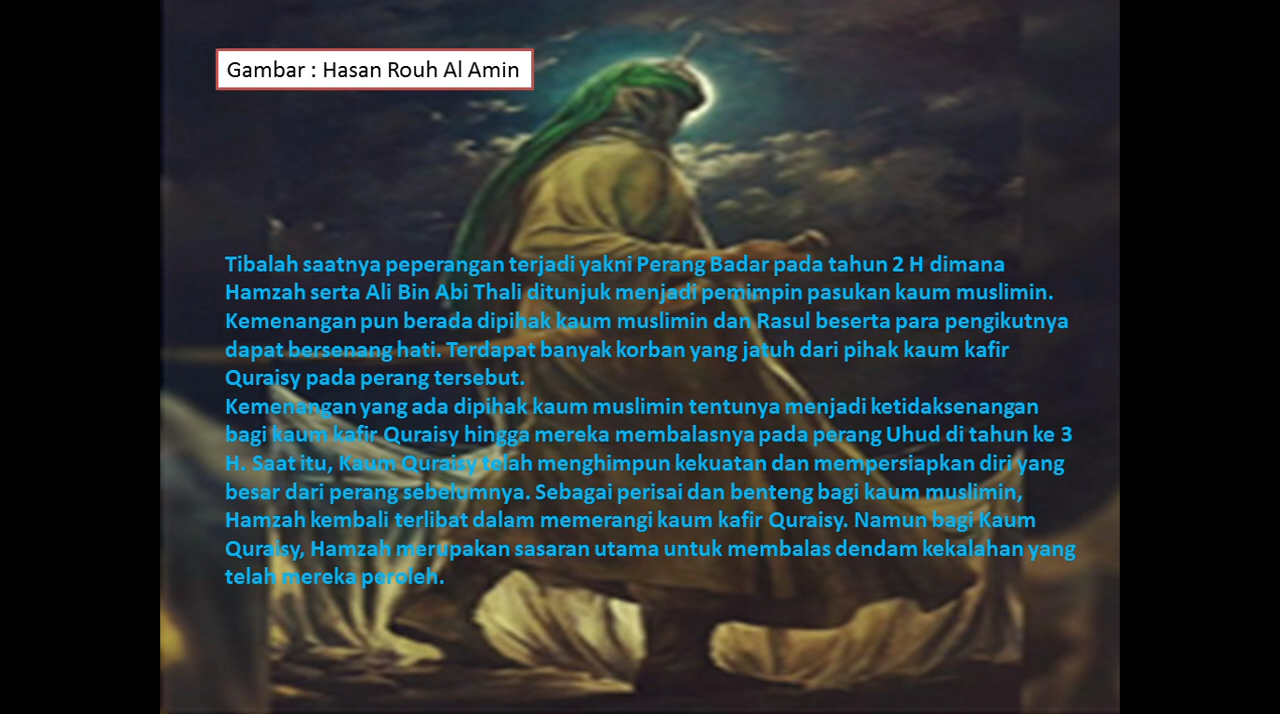 Gambar : Hasan Rouh Al Amin
Tibalah saatnya peperangan terjadi yakni Perang Badar pada tahun 2 H dimana
Hamzah serta Ali Bin Abi Thali ditunjuk menjadi pemimpin pasukan kaum muslimin.
Kemenangan pun berada dipihak kaum muslimin dan Rasul beserta para pengikutnya
dapat bersenang hati. Terdapat banyak korban yang jatuh dari pihak kaum kafir
Quraisy pada perang tersebut.
Kemenangan yang ada dipihak kaum muslimin tentunya menjadi ketidaksenangan
bagi kaum kafir Quraisy hingga mereka membalasnya pada perang Uhud di tahun ke 3
H. Saat itu, Kaum Quraisy telah menghimpun kekuatan dan mempersiapkan diri yang
besar dari perang sebelumnya. Sebagai perisai dan benteng bagi kaum muslimin,
Hamzah kembali terlibat dalam memerangi kaum kafir Quraisy. Namun bagi Kaum
Quraisy, Hamzah merupakan sasaran utama untuk membalas dendam kekalahan yang
telah mereka peroleh.